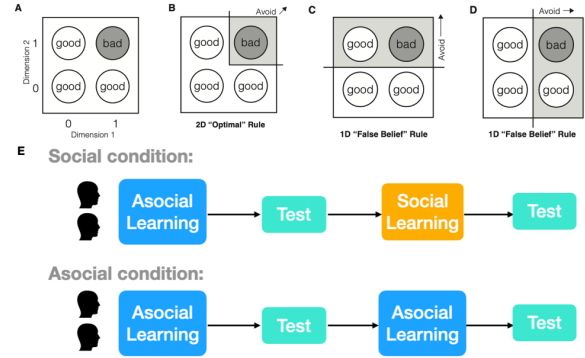 A
Dimension 2
1
0
good
bad
good
good
0
1
Dimension 1
B
Avoid
good
bad
good
good
2D “Optimal” Rule
C
Avoid
good
bad
good
good
1D “False Belief” Rule
D
Avoid
good
bad
good
good
1D “False Belief” Rule
E
Social condition:
Asocial
Learning
Test
Social
Learning
Test
Asocial condition:
Asocial
Learning
Test
Asocial
Learning
Test